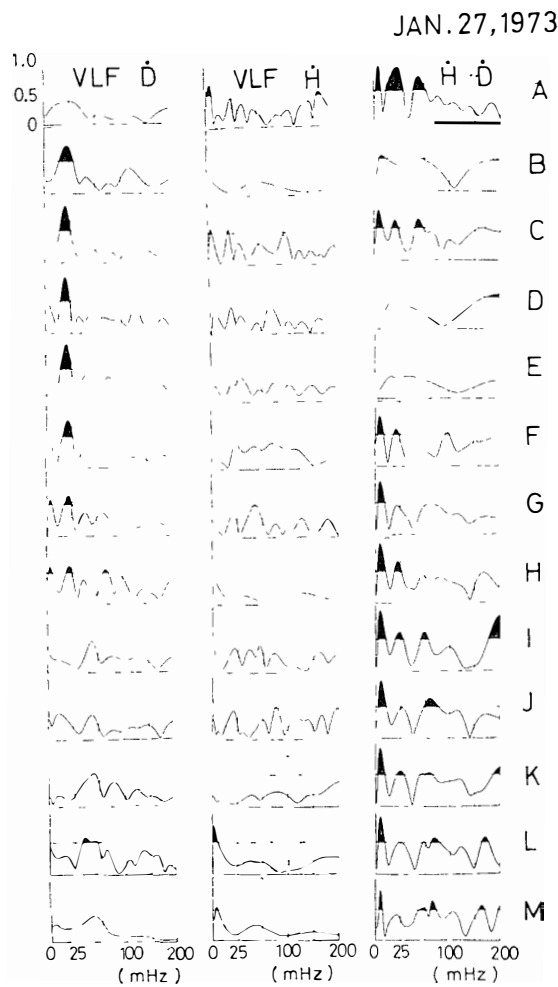 JAN. 27, 1973
1.0 VLF Ḋ VLF Ḣ Ḣ Ḋ A
0.5
0
B
C
D
E
F
G
H
I
J
K
L
M
0 25 100 200 0 25 100 200 0 25 100 200
(mHz) (mHz) (mHz)